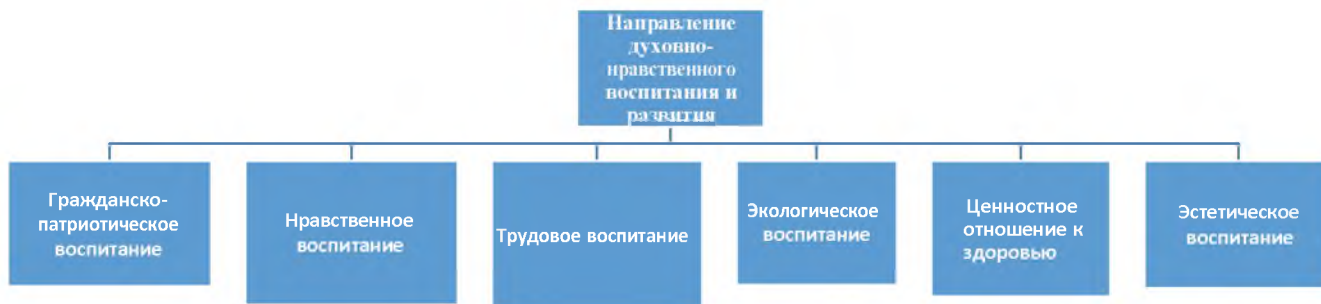 Направление
духовно-
нравственного
воспитания и
развития
Гражданско-
патриотическое
воспитание
Нравственное
воспитание
Трудовое воспитание
Экологическое
воспитание
Ценностное
отношение к
здоровью
Эстетическое
воспитание